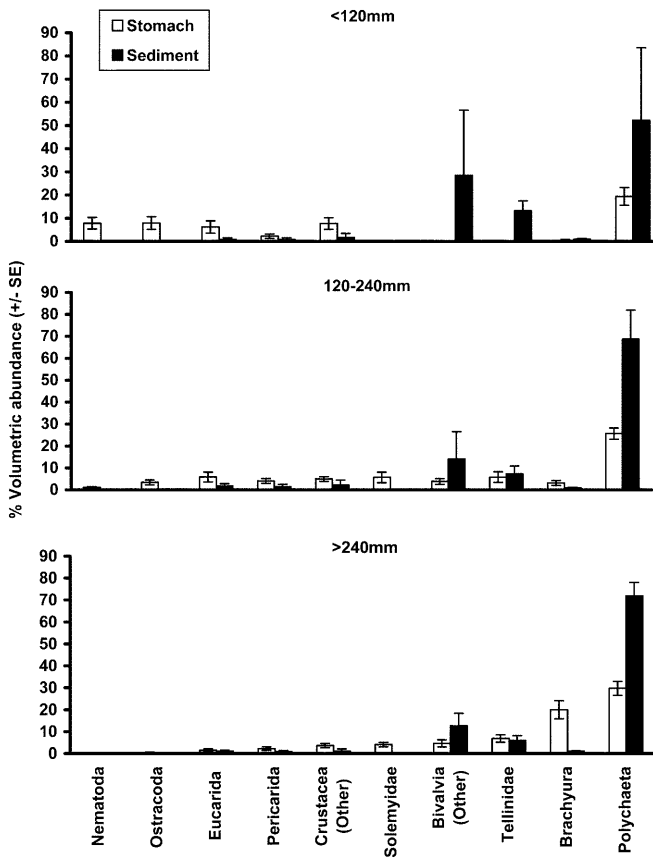 <120mm
Stomach
Sediment
90
80
70
60
50
40
30
20
10
0
120-240mm
90
80
70
60
50
40
30
20
10
0
% Volumetric abundance (+/- SE)
>240mm
90
80
70
60
50
40
30
20
10
0
Nematoda
Ostracoda
Eucarida
Pericarida
Crustacea
(Other)
Solemyidae
Bivalvia
(Other)
Tellinidae
Brachyura
Polychaeta